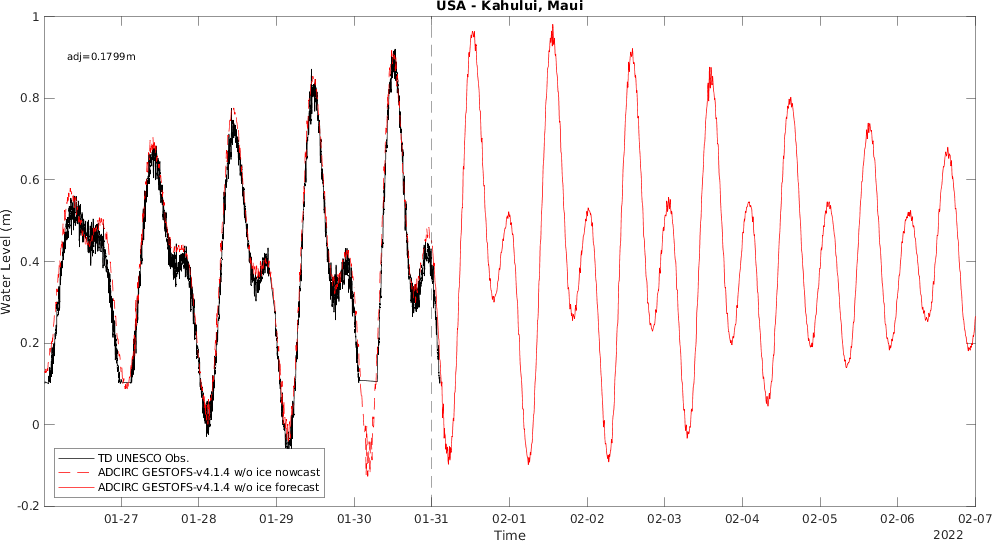 USA - Kahului, Maui
adj=0.1799m
Water Level (m)
1
0.8
0.6
0.4
0.2
0
-0.2
TD UNESCO Obs.
ADCIRC GESTOFS-v4.1.4 w/o ice nowcast
ADCIRC GESTOFS-v4.1.4 w/o ice forecast
01-27 01-28 01-29 01-30 01-31 02-01 02-02 02-03 02-04 02-05 02-06 02-07
Time
2022